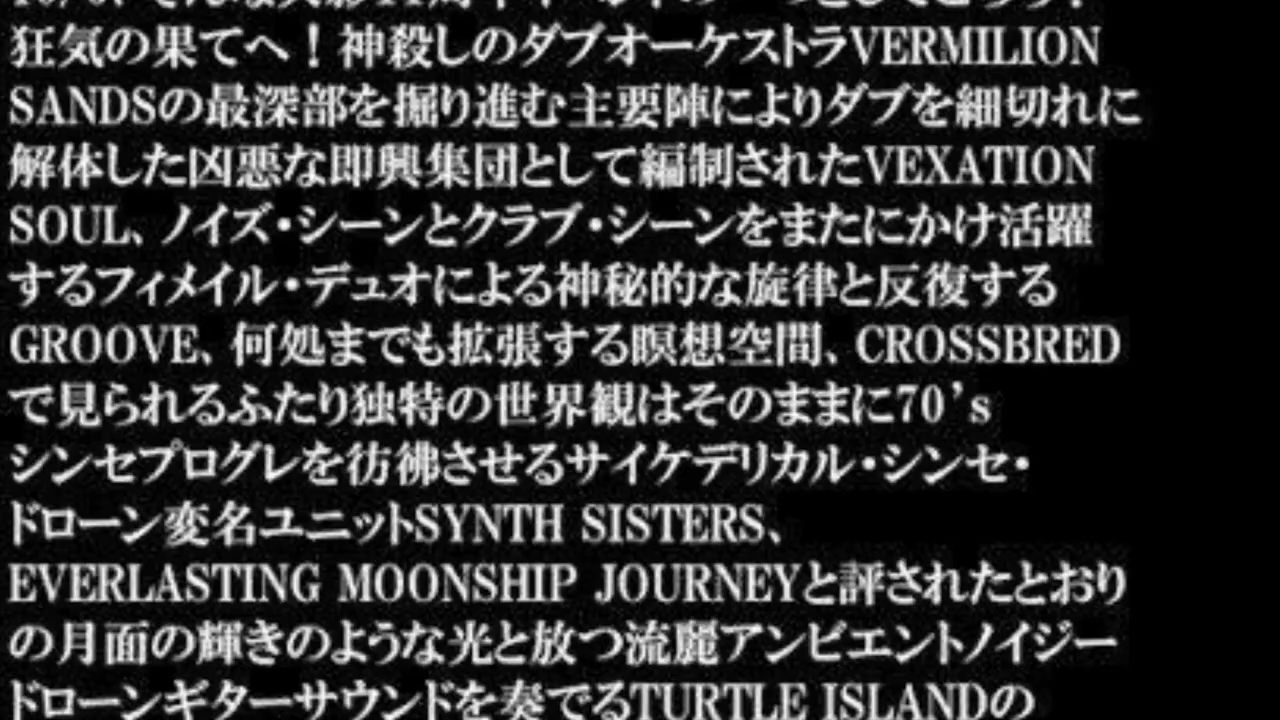 狂気の果てへ！神殺しのダブオーケストラVERMILION
SANDSの最深部を掘り進む主要陣によりダブを細切れに
解体した凶悪な即興集団として編制されたVEXATION
SOUL、ノイズ・シーンとクラブ・シーンをまたにかけ活躍
するフィメイル・デュオによる神秘的な旋律と反復する
GROOVE、何処までも拡張する瞑想空間、CROSSBRED
で見られるふたり独特の世界観はそのままに70's
シンセプログレを彷彿させるサイケデリカル・シンセ・
ドローン変名ユニットSYNTH SISTERS、
EVERLASTING MOONSHIP JOURNEYと評されたとおり
の月面の輝きのような光と放つ流麗アンビエントノイジー
ドローンギターサウンドを奏でるTURTLE ISLANDの